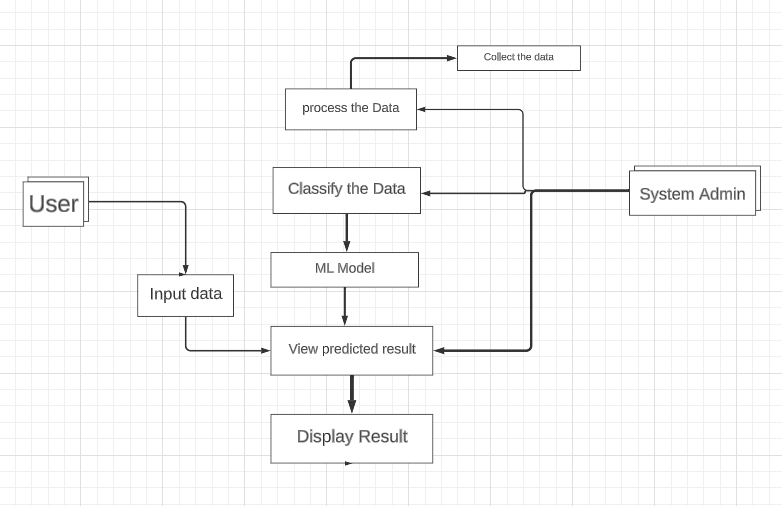 Collect the data
process the Data
Classify the Data
System Admin
User
ML Model
Input data
View predicted result
Display Result